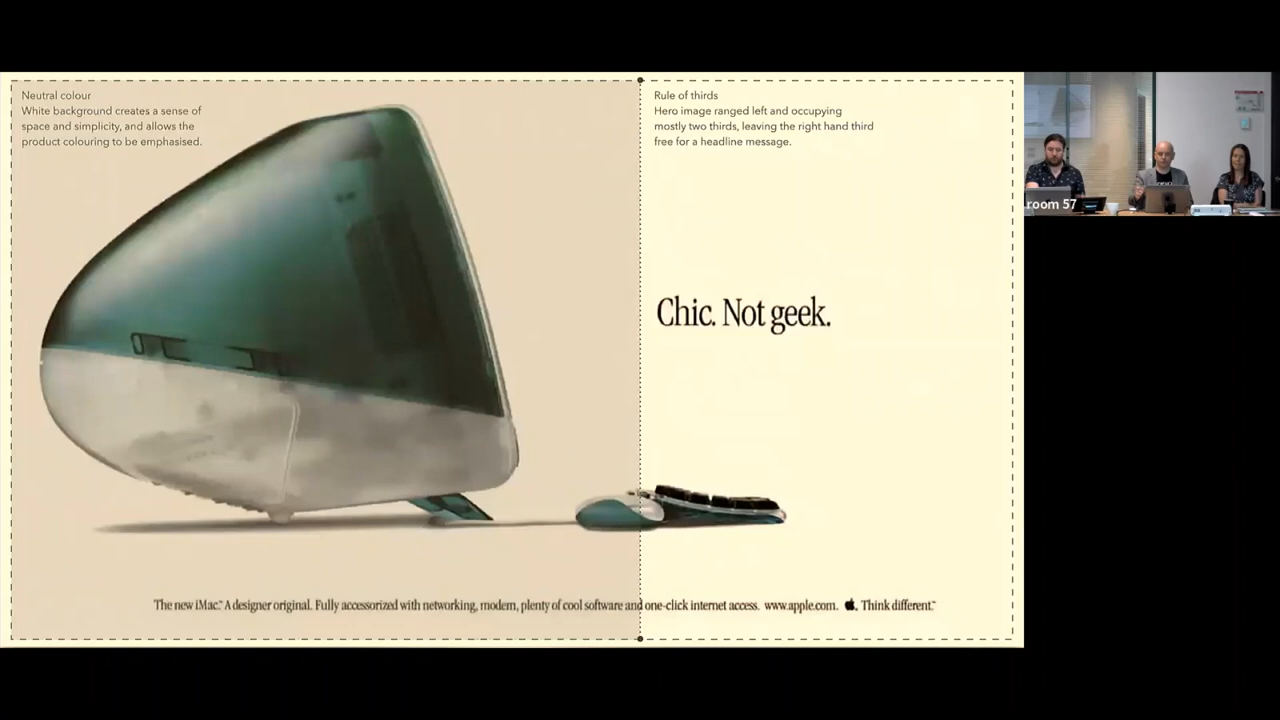 Neutral colour
White background creates a sense of
space and simplicity, and allows the
product colouring to be emphasised.
Rule of thirds
Hero image ranged left and occupying
mostly two thirds, leaving the right hand third
free for a headline message.
Chic. Not geek.
The new iMac.™ A designer original. Fully accessorized with networking, modem, plenty of cool software and one-click internet access. www.apple.com. Think different.™
room 57